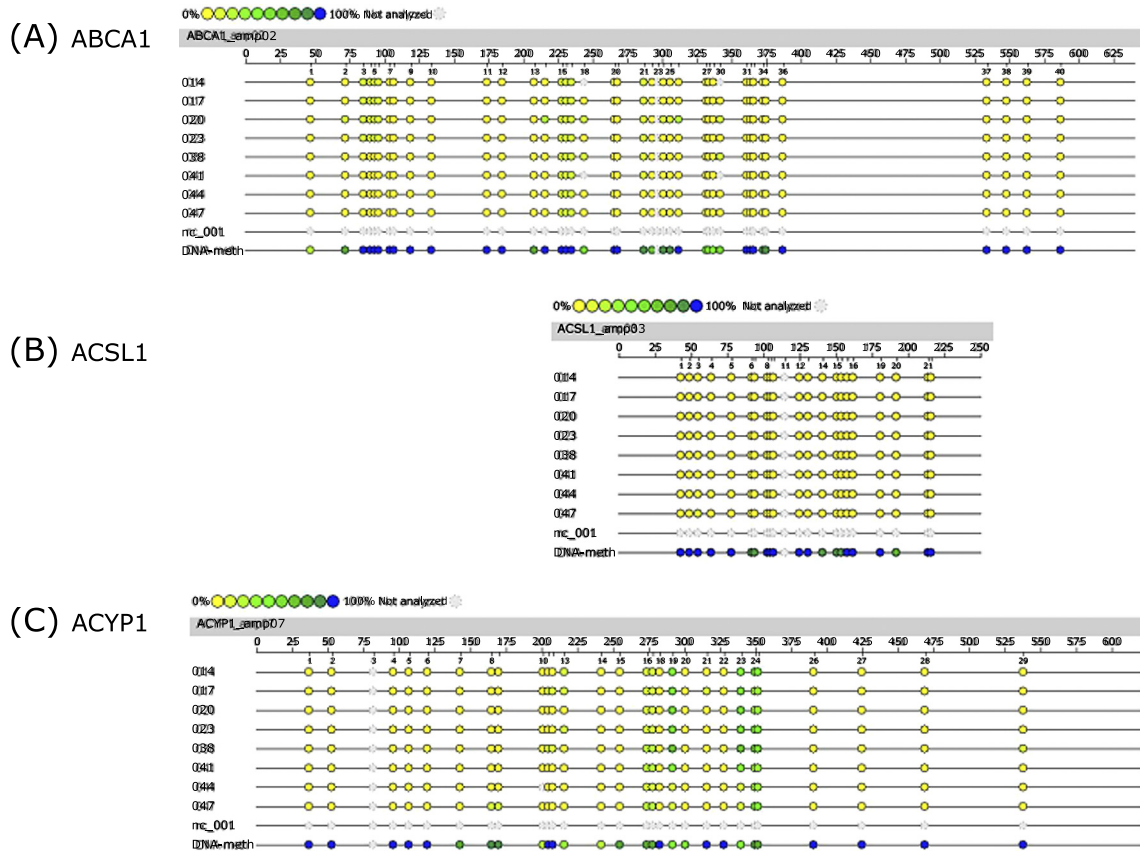 (A) ABCA1
0% 100% Not analyzed
ABCA1_amp02
0 25 50 75 100 125 150 175 200 225 250 275 300 325 350 375 400 425 450 475 500 525 550 575 600 625
1 2 3 5 7 9 10 11 12 13 15 18 20 21 23 25 27 30 31 34 36 37 38 39 40
014
017
020
023
038
041
044
047
nc_001
DNA-meth
(B) ACSL1
0% 100% Not analyzed
ACSL1_amp03
0 25 50 75 100 125 150 175 200 225 250
1 2 3 4 5 6 8 11 12 14 15 16 19 20 21
014
017
020
023
038
041
044
047
nc_001
DNA-meth
(C) ACYP1
0% 100% Not analyzed
ACYP1_amp07
0 25 50 75 100 125 150 175 200 225 250 275 300 325 350 375 400 425 450 475 500 525 550 575 600
1 2 3 4 5 6 7 8 10 13 14 15 16 18 19 20 21 22 23 24 26 27 28 29
014
017
020
023
038
041
044
047
nc_001
DNA-meth